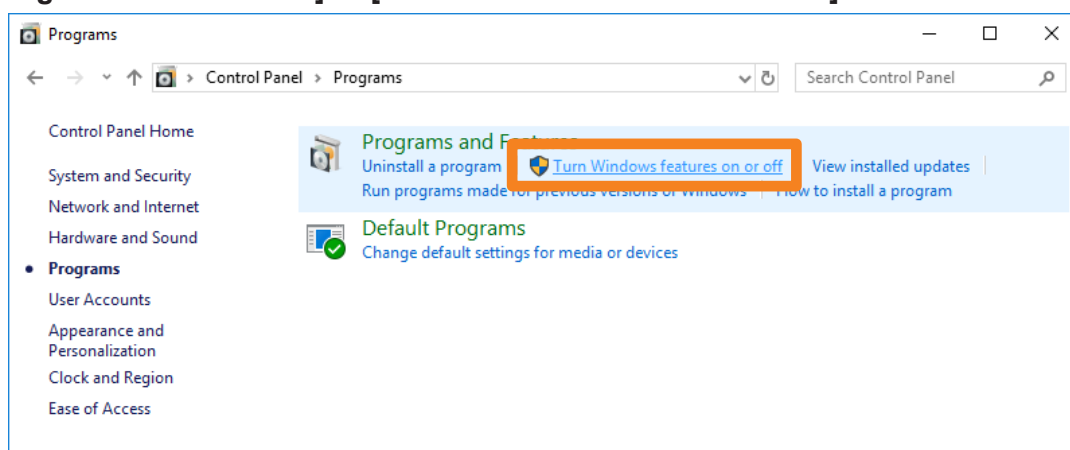 Programs
Control Panel > Programs
Search Control Panel
Control Panel Home
System and Security
Network and Internet
Hardware and Sound
Programs
User Accounts
Appearance and
Personalization
Clock and Region
Ease of Access
Programs and Features
Uninstall a program Turn Windows features on or off View installed updates
Run programs made for previous versions of Windows How to install a program
Default Programs
Change default settings for media or devices